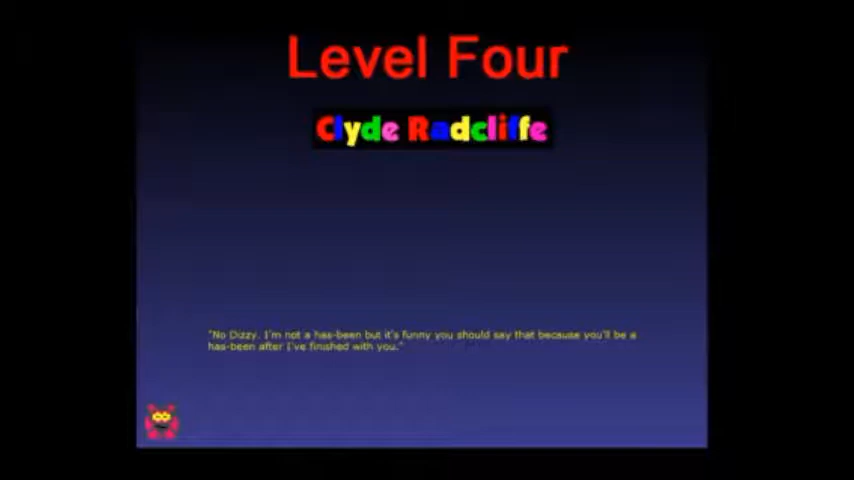 Level Four
Clyde Radcliffe
"No Dizzy. I'm not a has-been but it's funny you should say that because you'll be a
has-been after I've finished with you."